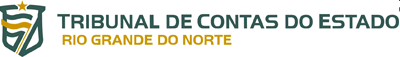 TRIBUNAL DE CONTAS DO ESTADO
RIO GRANDE DO NORTE